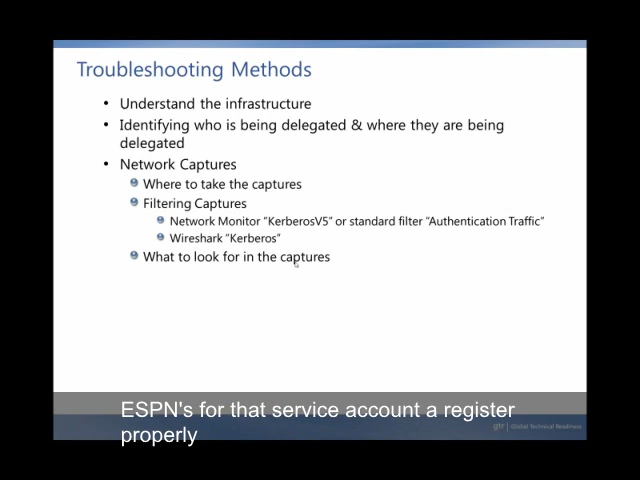 Troubleshooting Methods
• Understand the infrastructure
• Identifying who is being delegated & where they are being
delegated
• Network Captures
Where to take the captures
Filtering Captures
Network Monitor "KerberosV5" or standard filter "Authentication Traffic"
Wireshark "Kerberos"
What to look for in the captures
ESPN's for that service account a register
properly
gtr | Global Technical Readiness